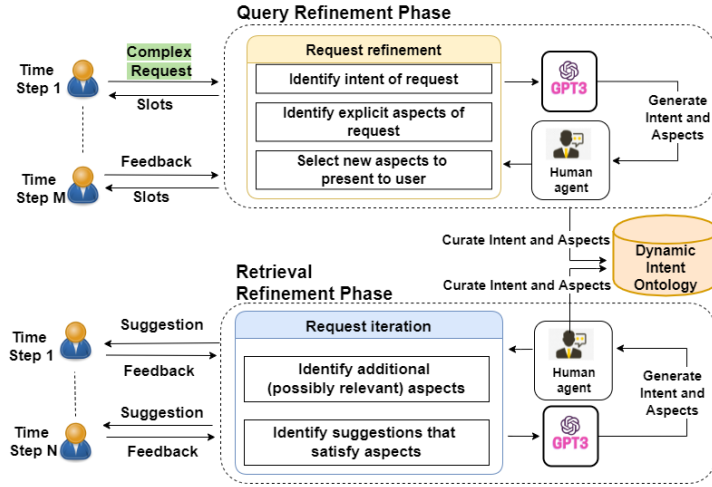 Query Refinement Phase
Time
Step 1
Complex
Request
Slots
Request refinement
Identify intent of request
Identify explicit aspects of
request
Select new aspects to
present to user
GPT3
Generate
Intent and
Aspects
Human
agent
Time
Step M
Feedback
Slots
Curate Intent and Aspects
Dynamic
Intent
Ontology
Curate Intent and Aspects
Retrieval
Refinement Phase
Time
Step 1
Suggestion
Feedback
Request iteration
Identify additional
(possibly relevant) aspects
Identify suggestions that
satisfy aspects
Human
agent
Generate
Intent and
Aspects
GPT3
Time
Step N
Suggestion
Feedback